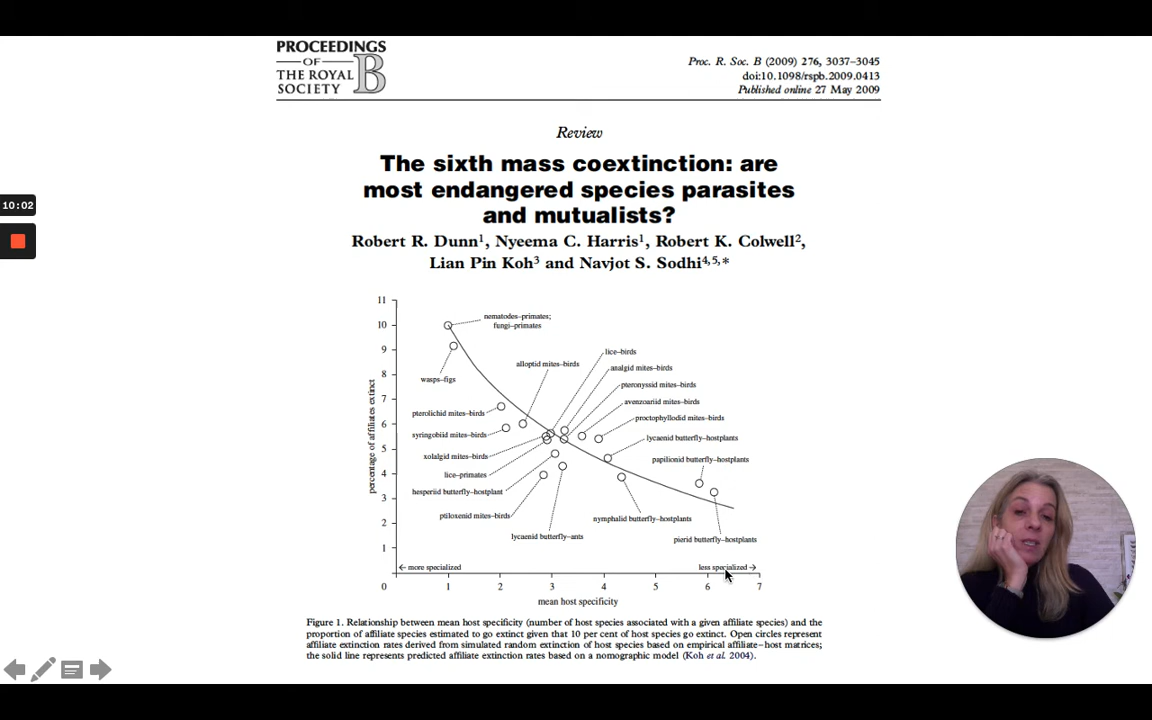 PROCEEDINGS
OF
THE ROYAL
SOCIETY
B
Proc. R. Soc. B (2009) 276, 3037–3045
doi:10.1098/rspb.2009.0413
Published online 27 May 2009
Review
The sixth mass coextinction: are
most endangered species parasites
and mutualists?
Robert R. Dunn1, Nyeema C. Harris1, Robert K. Colwell2,
Lian Pin Koh3 and Navjot S. Sodhi4,5,*
10:02
percentage of affiliates extinct
11
10
9
8
7
6
5
4
3
2
1
nematodes–primates;
fungi–primates
wasps–figs
alloptid mites–birds
lice–birds
analgid mites–birds
pteronyssid mites–birds
avenzoariid mites–birds
proctophyllodid mites–birds
pterolichid mites–birds
syringobiid mites–birds
lycaenid butterfly–hostplants
xolalgid mites–birds
papilionid butterfly–hostplants
lice–primates
hesperiid butterfly–hostplant
ptiloxenid mites–birds
nymphalid butterfly–hostplants
lycaenid butterfly–ants
pierid butterfly–hostplants
← more specialized
less specialized →
0 1 2 3 4 5 6 7
mean host specificity
Figure 1. Relationship between mean host specificity (number of host species associated with a given affiliate species) and the
proportion of affiliate species estimated to go extinct given that 10 per cent of host species go extinct. Open circles represent
affiliate extinction rates derived from simulated random extinction of host species based on empirical affiliate–host matrices;
the solid line represents predicted affiliate extinction rates based on a nomographic model (Koh et al. 2004).